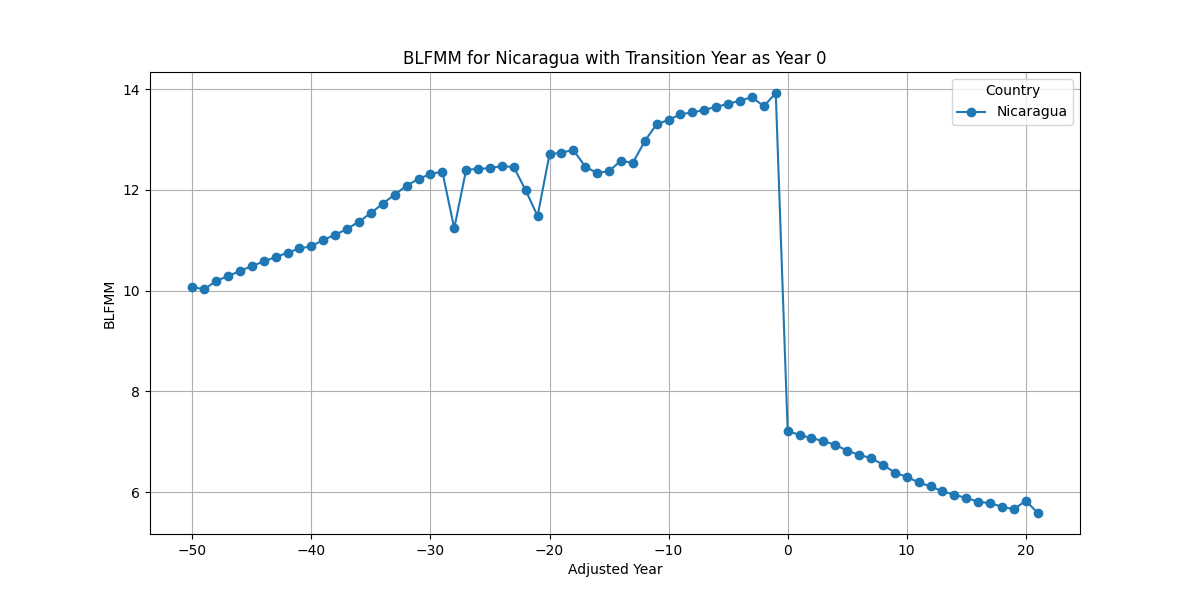 BLFMM for Nicaragua with Transition Year as Year 0
Country
Nicaragua
14
12
10
8
6
BLFMM
−50
−40
−30
−20
−10
0
10
20
Adjusted Year